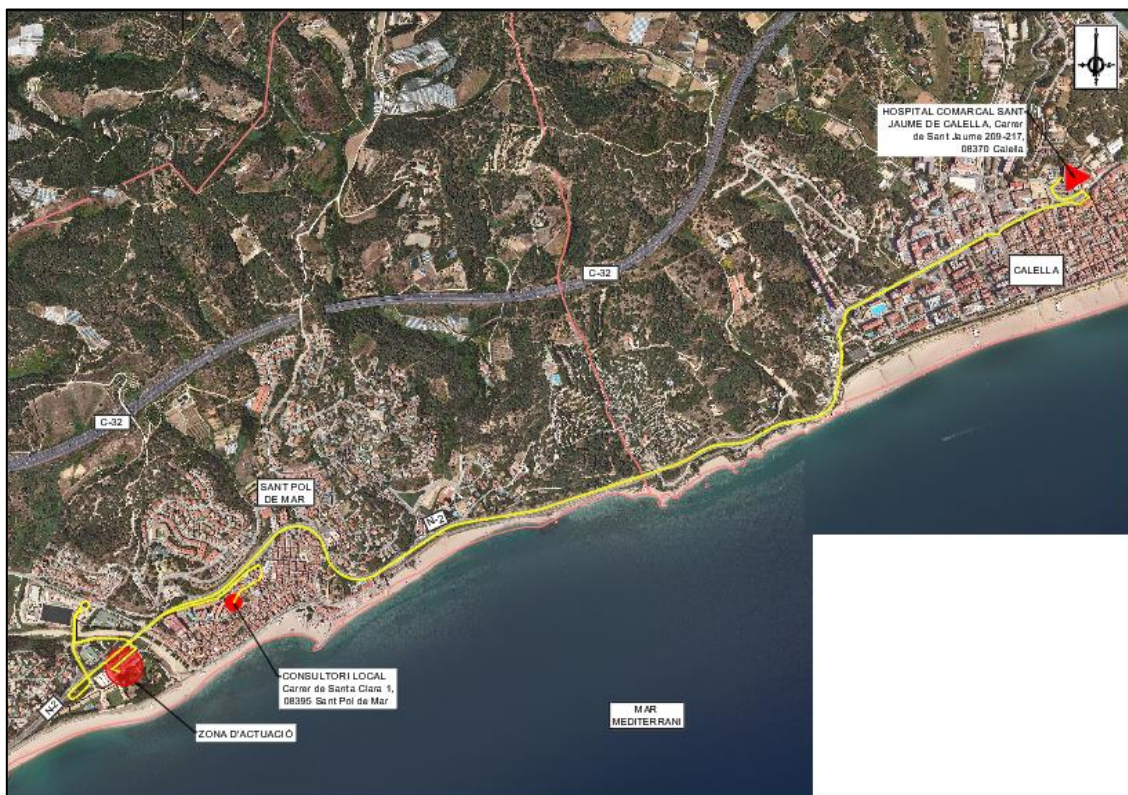 HOSPITAL COMARCAL SANT
JAUME DE CALELLA, Carrer
de Sant Jaume 209-217,
08370 Calella
CALELLA
C-32
C-32
SANT POL
DE MAR
N-2
CONSULTORI LOCAL
Carrer de Santa Clara 1,
08395 Sant Pol de Mar
N-2
ZONA D'ACTUACIÓ
MAR
MEDITERRANI